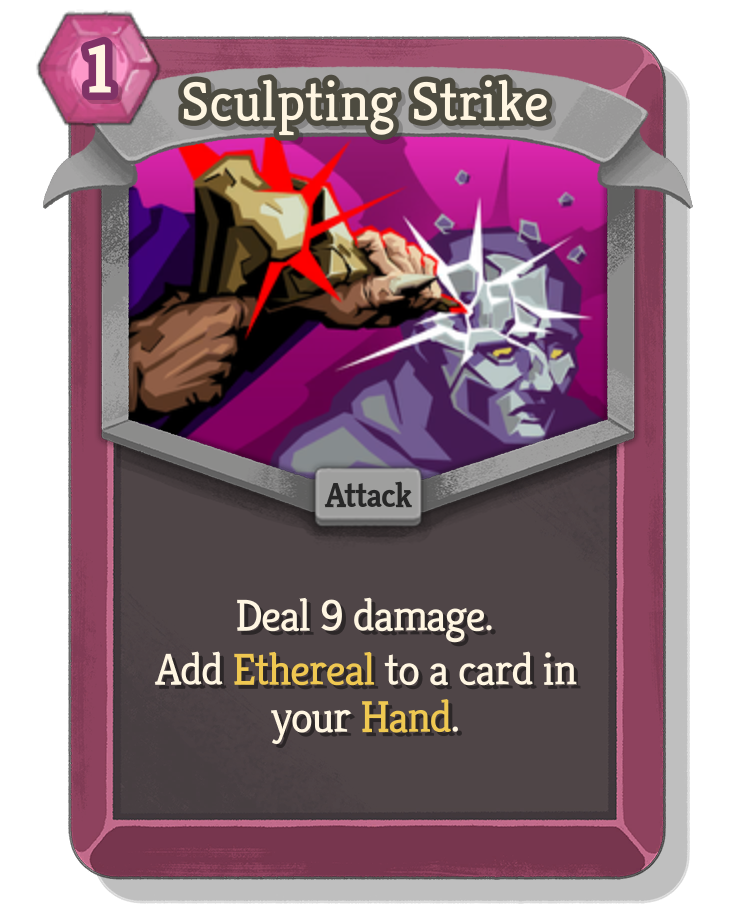 1
Sculpting Strike
Attack
Deal 9 damage.
Add Ethereal to a card in
your Hand.